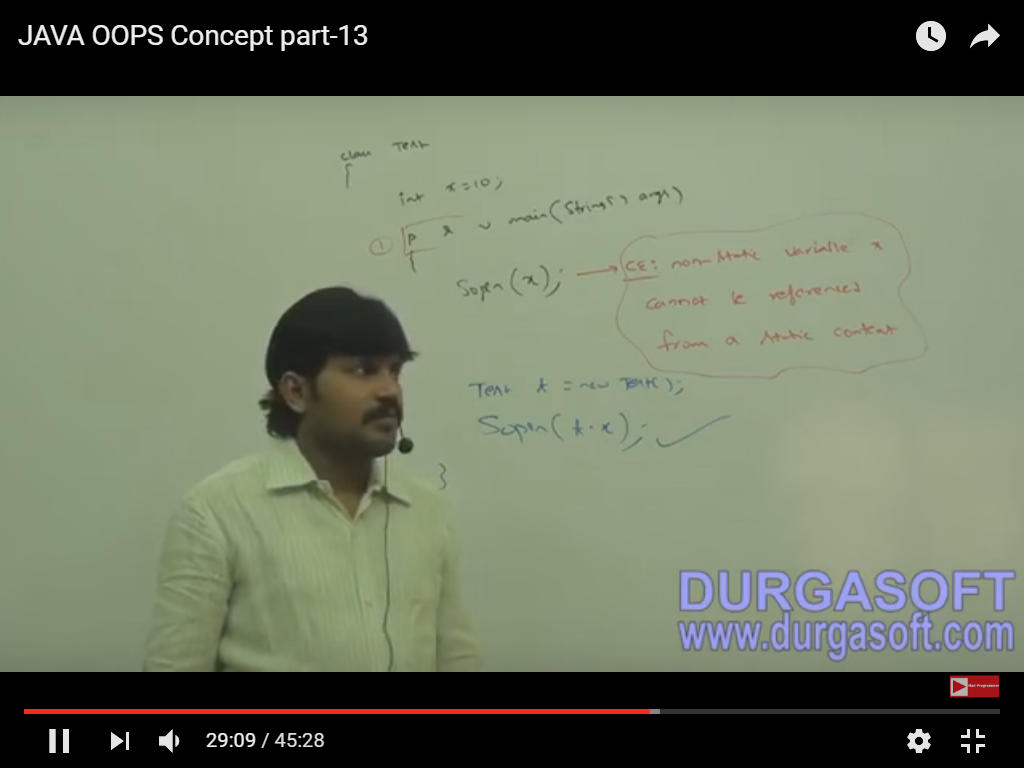 JAVA OOPS Concept part-13
class Test
{
int x=10;
① p s v main(String[] args)
{
Sopln(x);
CE: non-static variable x
cannot be references
from a static context
Test t = new Test();
Sopln(t.x);
}
DURGASOFT
www.durgasoft.com
29:09 / 45:28